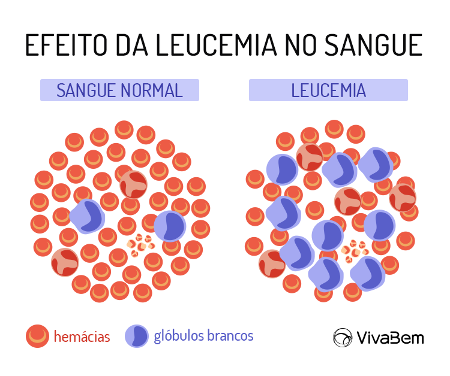 EFEITO DA LEUCEMIA NO SANGUE
SANGUE NORMAL
LEUCEMIA
hemácias
glóbulos brancos
VivaBem